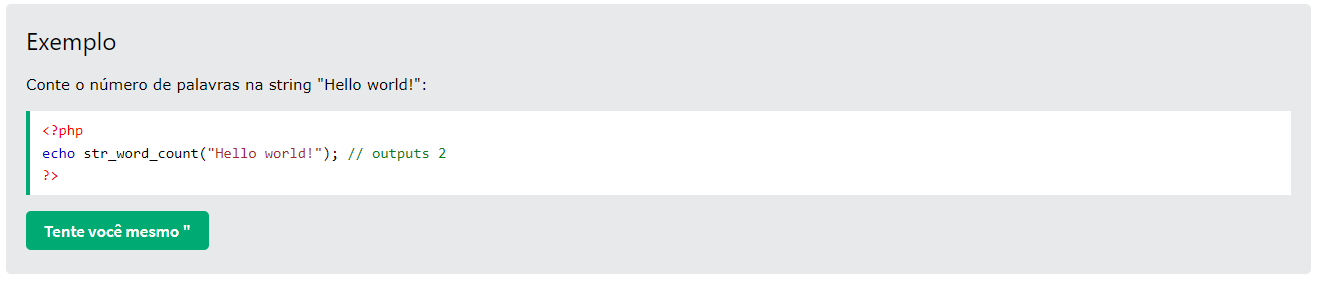 Exemplo
Conte o número de palavras na string "Hello world!":
<?php
echo str_word_count("Hello world!"); // outputs 2
?>
Tente você mesmo "